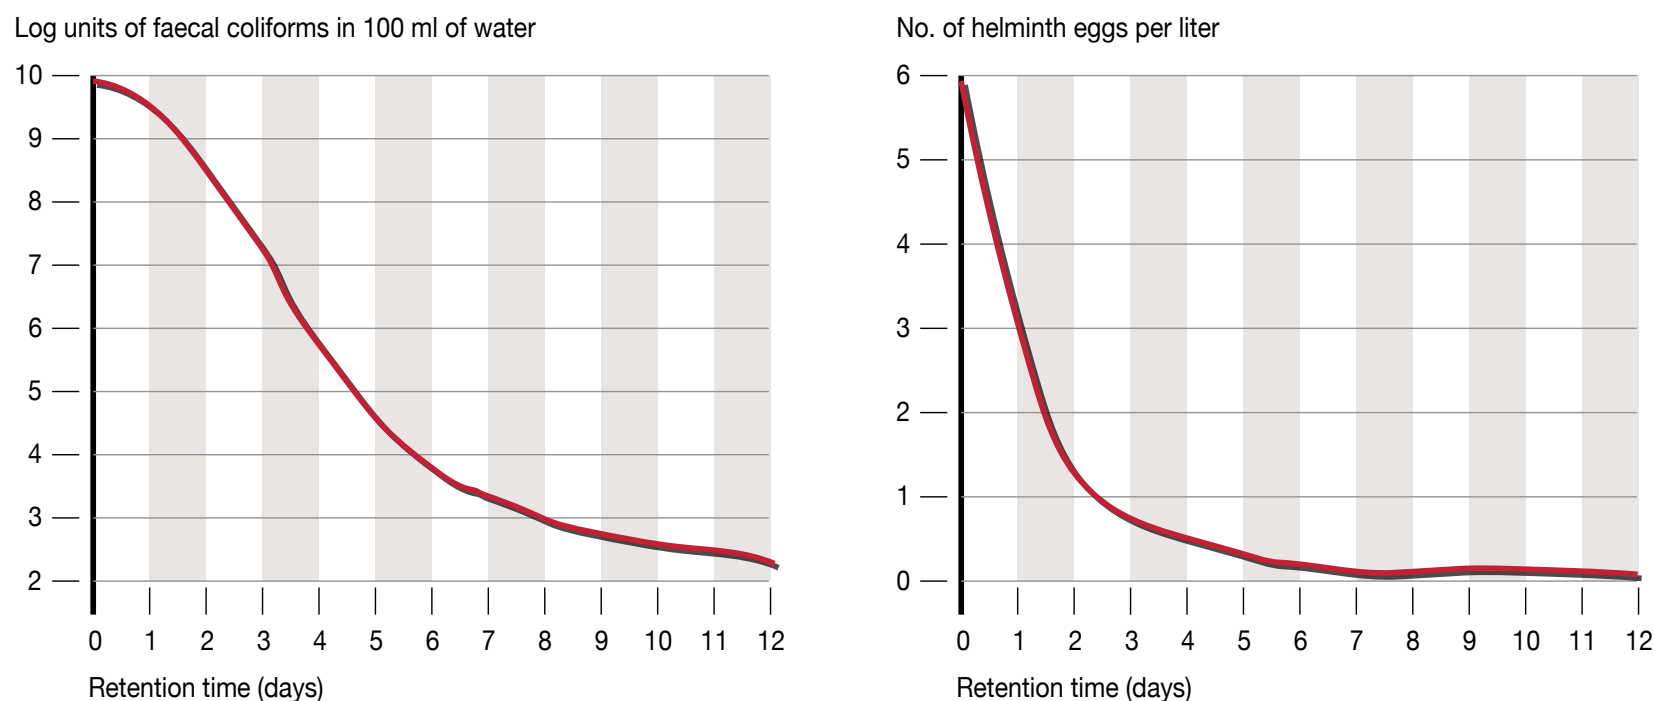 Log units of faecal coliforms in 100 ml of water
10
9
8
7
6
5
4
3
2
0 1 2 3 4 5 6 7 8 9 10 11 12
Retention time (days)
No. of helminth eggs per liter
6
5
4
3
2
1
0
0 1 2 3 4 5 6 7 8 9 10 11 12
Retention time (days)